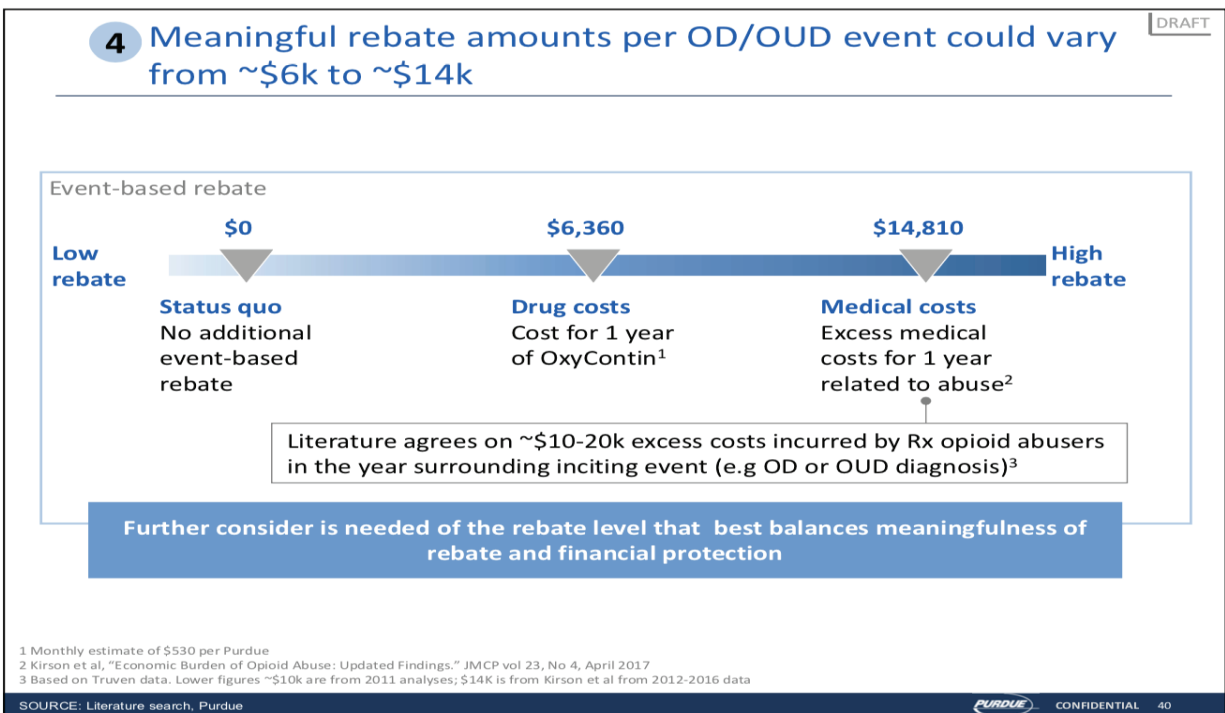 DRAFT
4 Meaningful rebate amounts per OD/OUD event could vary
from ~$6k to ~$14k
Event-based rebate
$0 $6,360 $14,810
Low
rebate
High
rebate
Status quo
No additional
event-based
rebate
Drug costs
Cost for 1 year
of OxyContin¹
Medical costs
Excess medical
costs for 1 year
related to abuse²
Literature agrees on ~$10-20k excess costs incurred by Rx opioid abusers
in the year surrounding inciting event (e.g OD or OUD diagnosis)³
Further consider is needed of the rebate level that best balances meaningfulness of
rebate and financial protection
1 Monthly estimate of $530 per Purdue
2 Kirson et al, “Economic Burden of Opioid Abuse: Updated Findings.” JMCP vol 23, No 4, April 2017
3 Based on Truven data. Lower figures ~$10k are from 2011 analyses; $14K is from Kirson et al from 2012-2016 data
SOURCE: Literature search, Purdue PURDUE CONFIDENTIAL 40